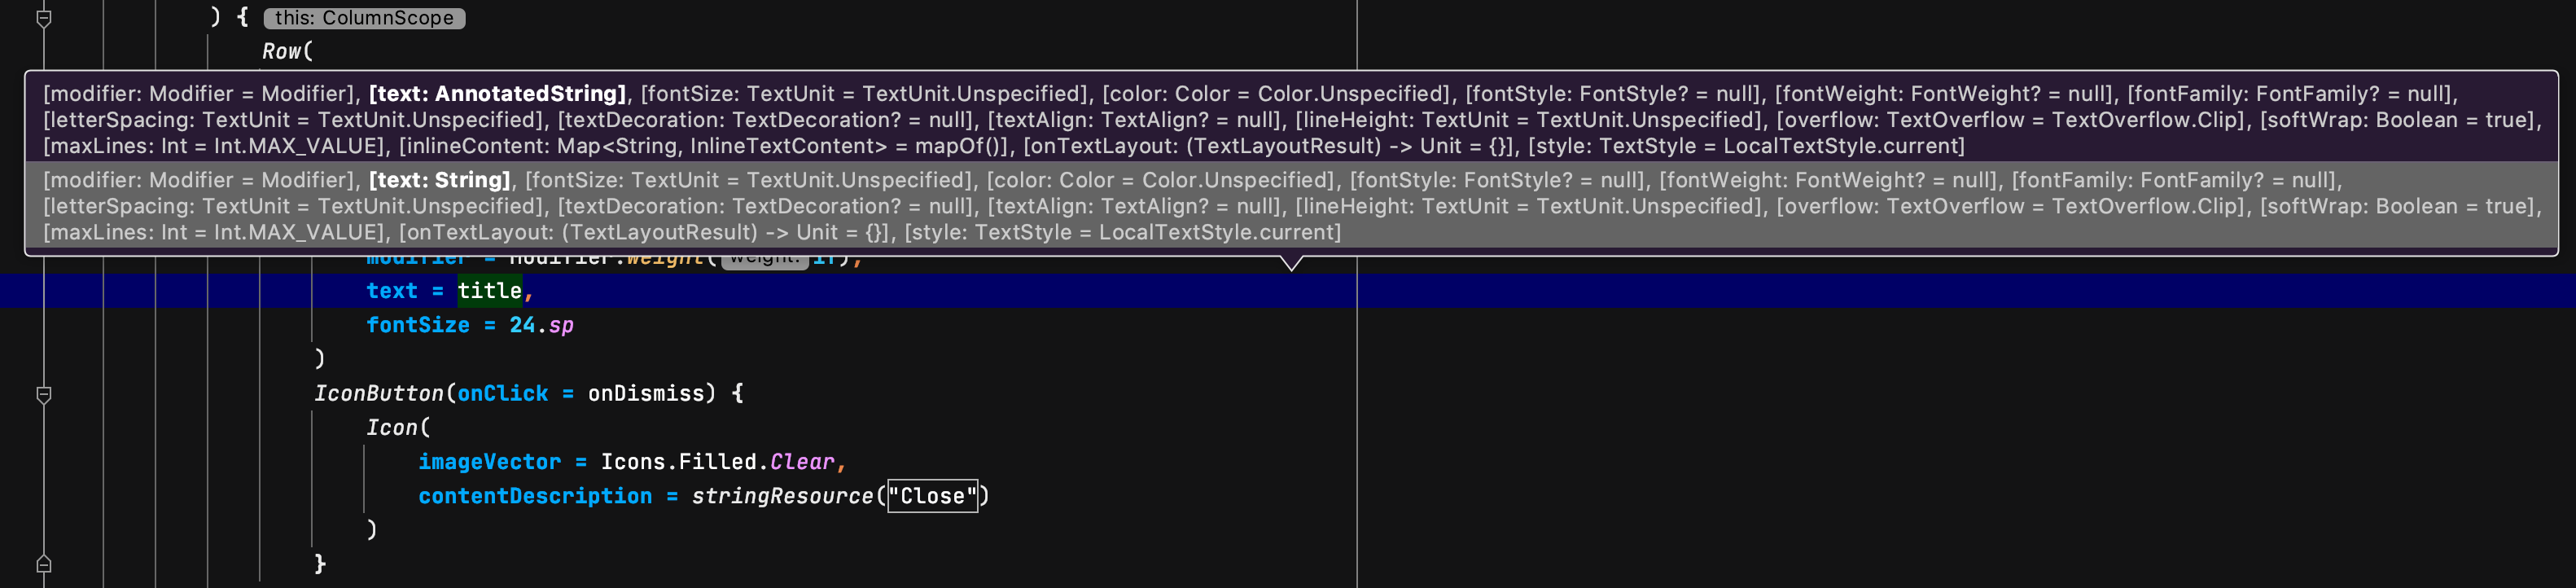 ) { this: ColumnScope
Row(
[modifier: Modifier = Modifier], [text: AnnotatedString], [fontSize: TextUnit = TextUnit.Unspecified], [color: Color = Color.Unspecified], [fontStyle: FontStyle? = null], [fontWeight: FontWeight? = null], [fontFamily: FontFamily? = null],
[letterSpacing: TextUnit = TextUnit.Unspecified], [textDecoration: TextDecoration? = null], [textAlign: TextAlign? = null], [lineHeight: TextUnit = TextUnit.Unspecified], [overflow: TextOverflow = TextOverflow.Clip], [softWrap: Boolean = true],
[maxLines: Int = Int.MAX_VALUE], [inlineContent: Map<String, InlineTextContent> = mapOf()], [onTextLayout: (TextLayoutResult) -> Unit = {}], [style: TextStyle = LocalTextStyle.current]
[modifier: Modifier = Modifier], [text: String], [fontSize: TextUnit = TextUnit.Unspecified], [color: Color = Color.Unspecified], [fontStyle: FontStyle? = null], [fontWeight: FontWeight? = null], [fontFamily: FontFamily? = null],
[letterSpacing: TextUnit = TextUnit.Unspecified], [textDecoration: TextDecoration? = null], [textAlign: TextAlign? = null], [lineHeight: TextUnit = TextUnit.Unspecified], [overflow: TextOverflow = TextOverflow.Clip], [softWrap: Boolean = true],
[maxLines: Int = Int.MAX_VALUE], [onTextLayout: (TextLayoutResult) -> Unit = {}], [style: TextStyle = LocalTextStyle.current]
modifier = modifier.weight( weight: 1f),
text = title,
fontSize = 24.sp
)
IconButton(onClick = onDismiss) {
Icon(
imageVector = Icons.Filled.Clear,
contentDescription = stringResource("Close")
)
}